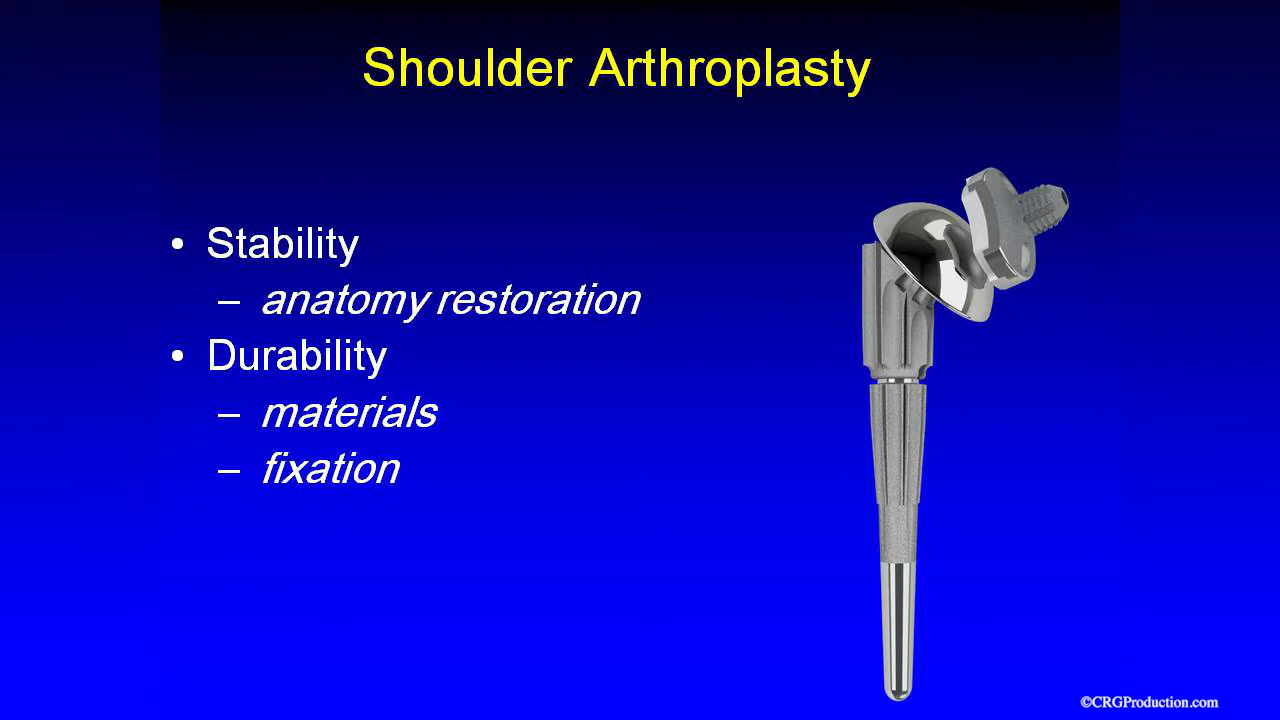 Shoulder Arthroplasty
• Stability
– anatomy restoration
• Durability
– materials
– fixation
©CRGProduction.com